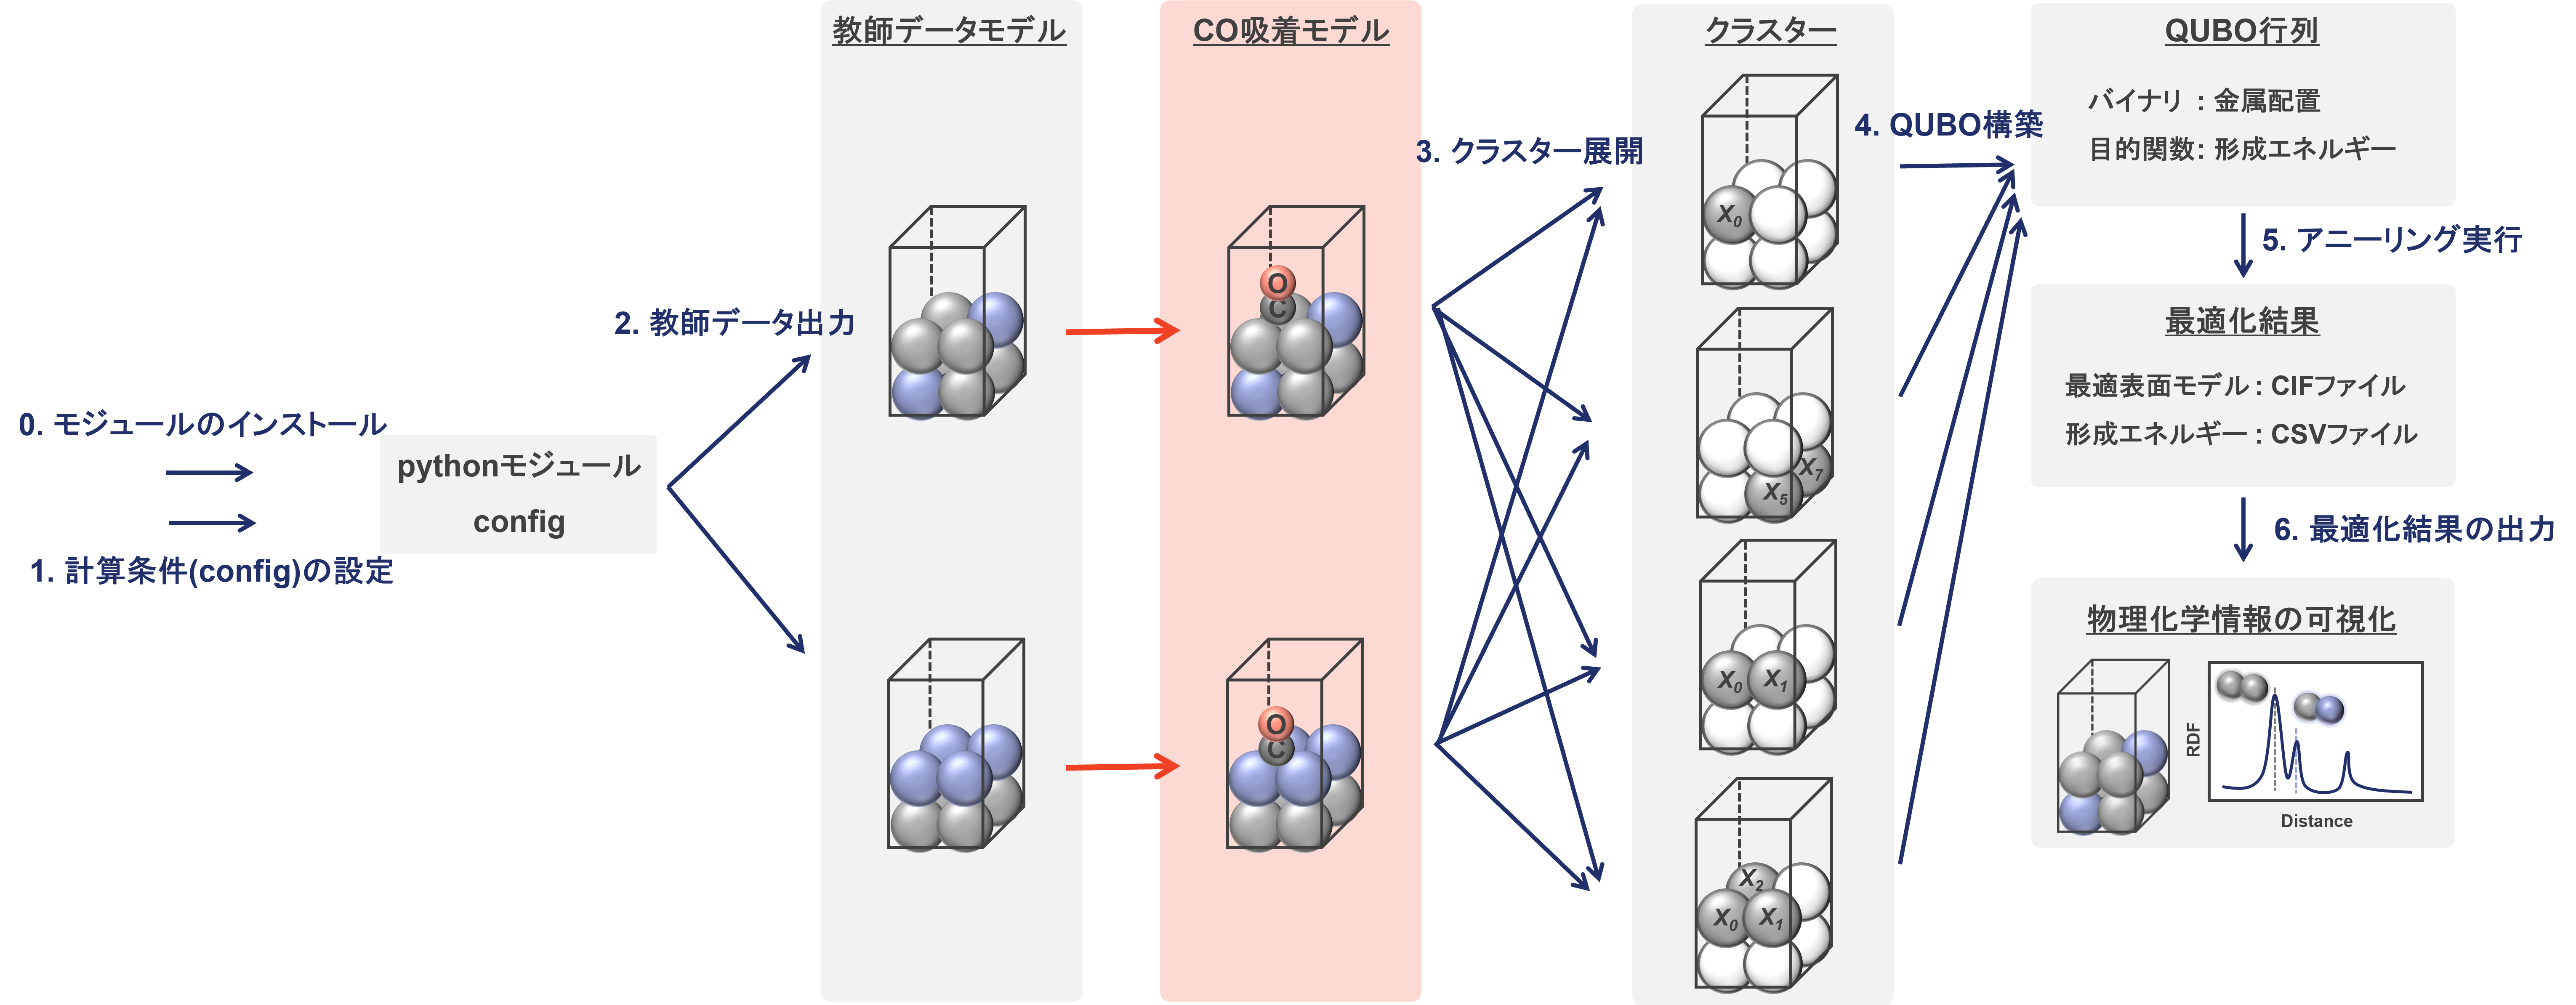 0. モジュールのインストール
1. 計算条件(config)の設定
pythonモジュール
config
2. 教師データ出力
教師データモデル
CO吸着モデル
O
C
O
C
3. クラスター展開
クラスター
X0
X7
X5
X0 X1
X2
X0 X1
4. QUBO構築
QUBO行列
バイナリ : 金属配置
目的関数: 形成エネルギー
5. アニーリング実行
最適化結果
最適表面モデル : CIFファイル
形成エネルギー : CSVファイル
6. 最適化結果の出力
物理化学情報の可視化
RDF
Distance